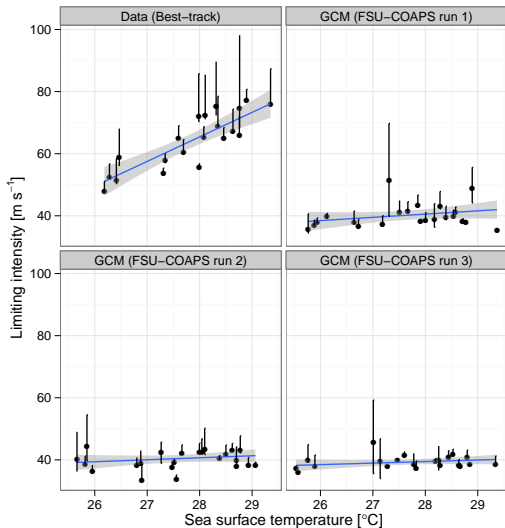 Data (Best−track)
GCM (FSU−COAPS run 1)
100
80
60
40
GCM (FSU−COAPS run 2)
GCM (FSU−COAPS run 3)
100
80
60
40
Limiting intensity [m s⁻¹]
26 27 28 29
26 27 28 29
Sea surface temperature [°C]